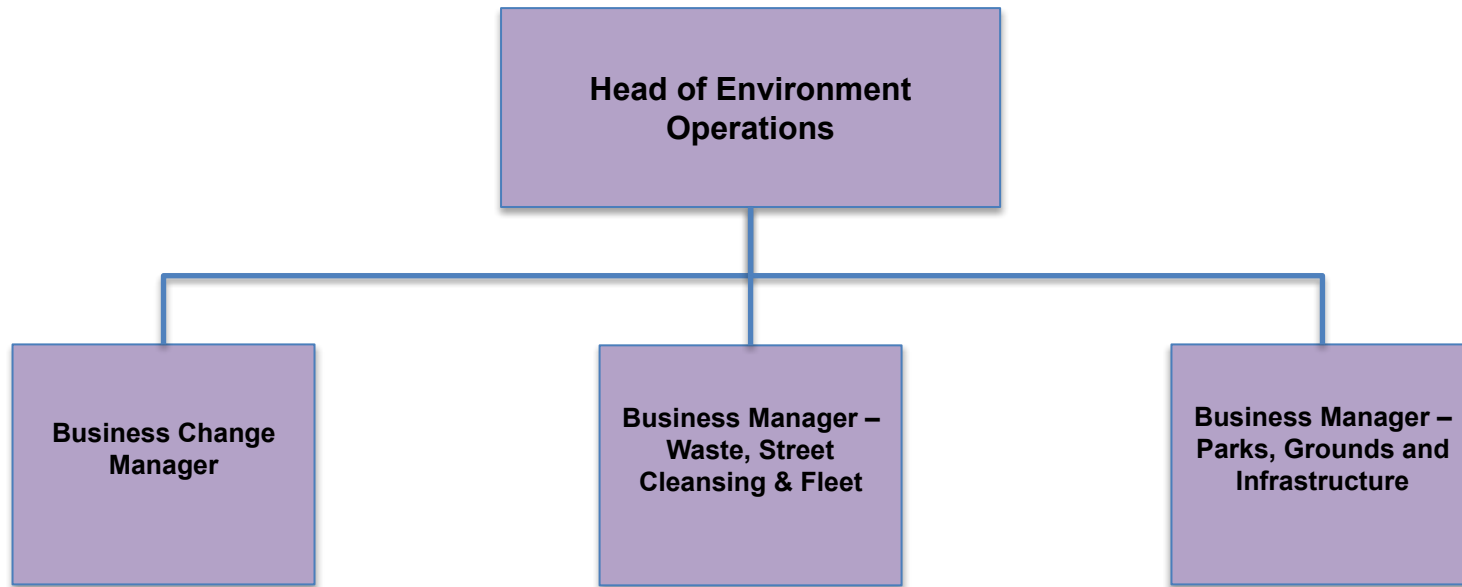 Head of Environment
Operations
Business Change
Manager
Business Manager –
Waste, Street
Cleansing & Fleet
Business Manager –
Parks, Grounds and
Infrastructure